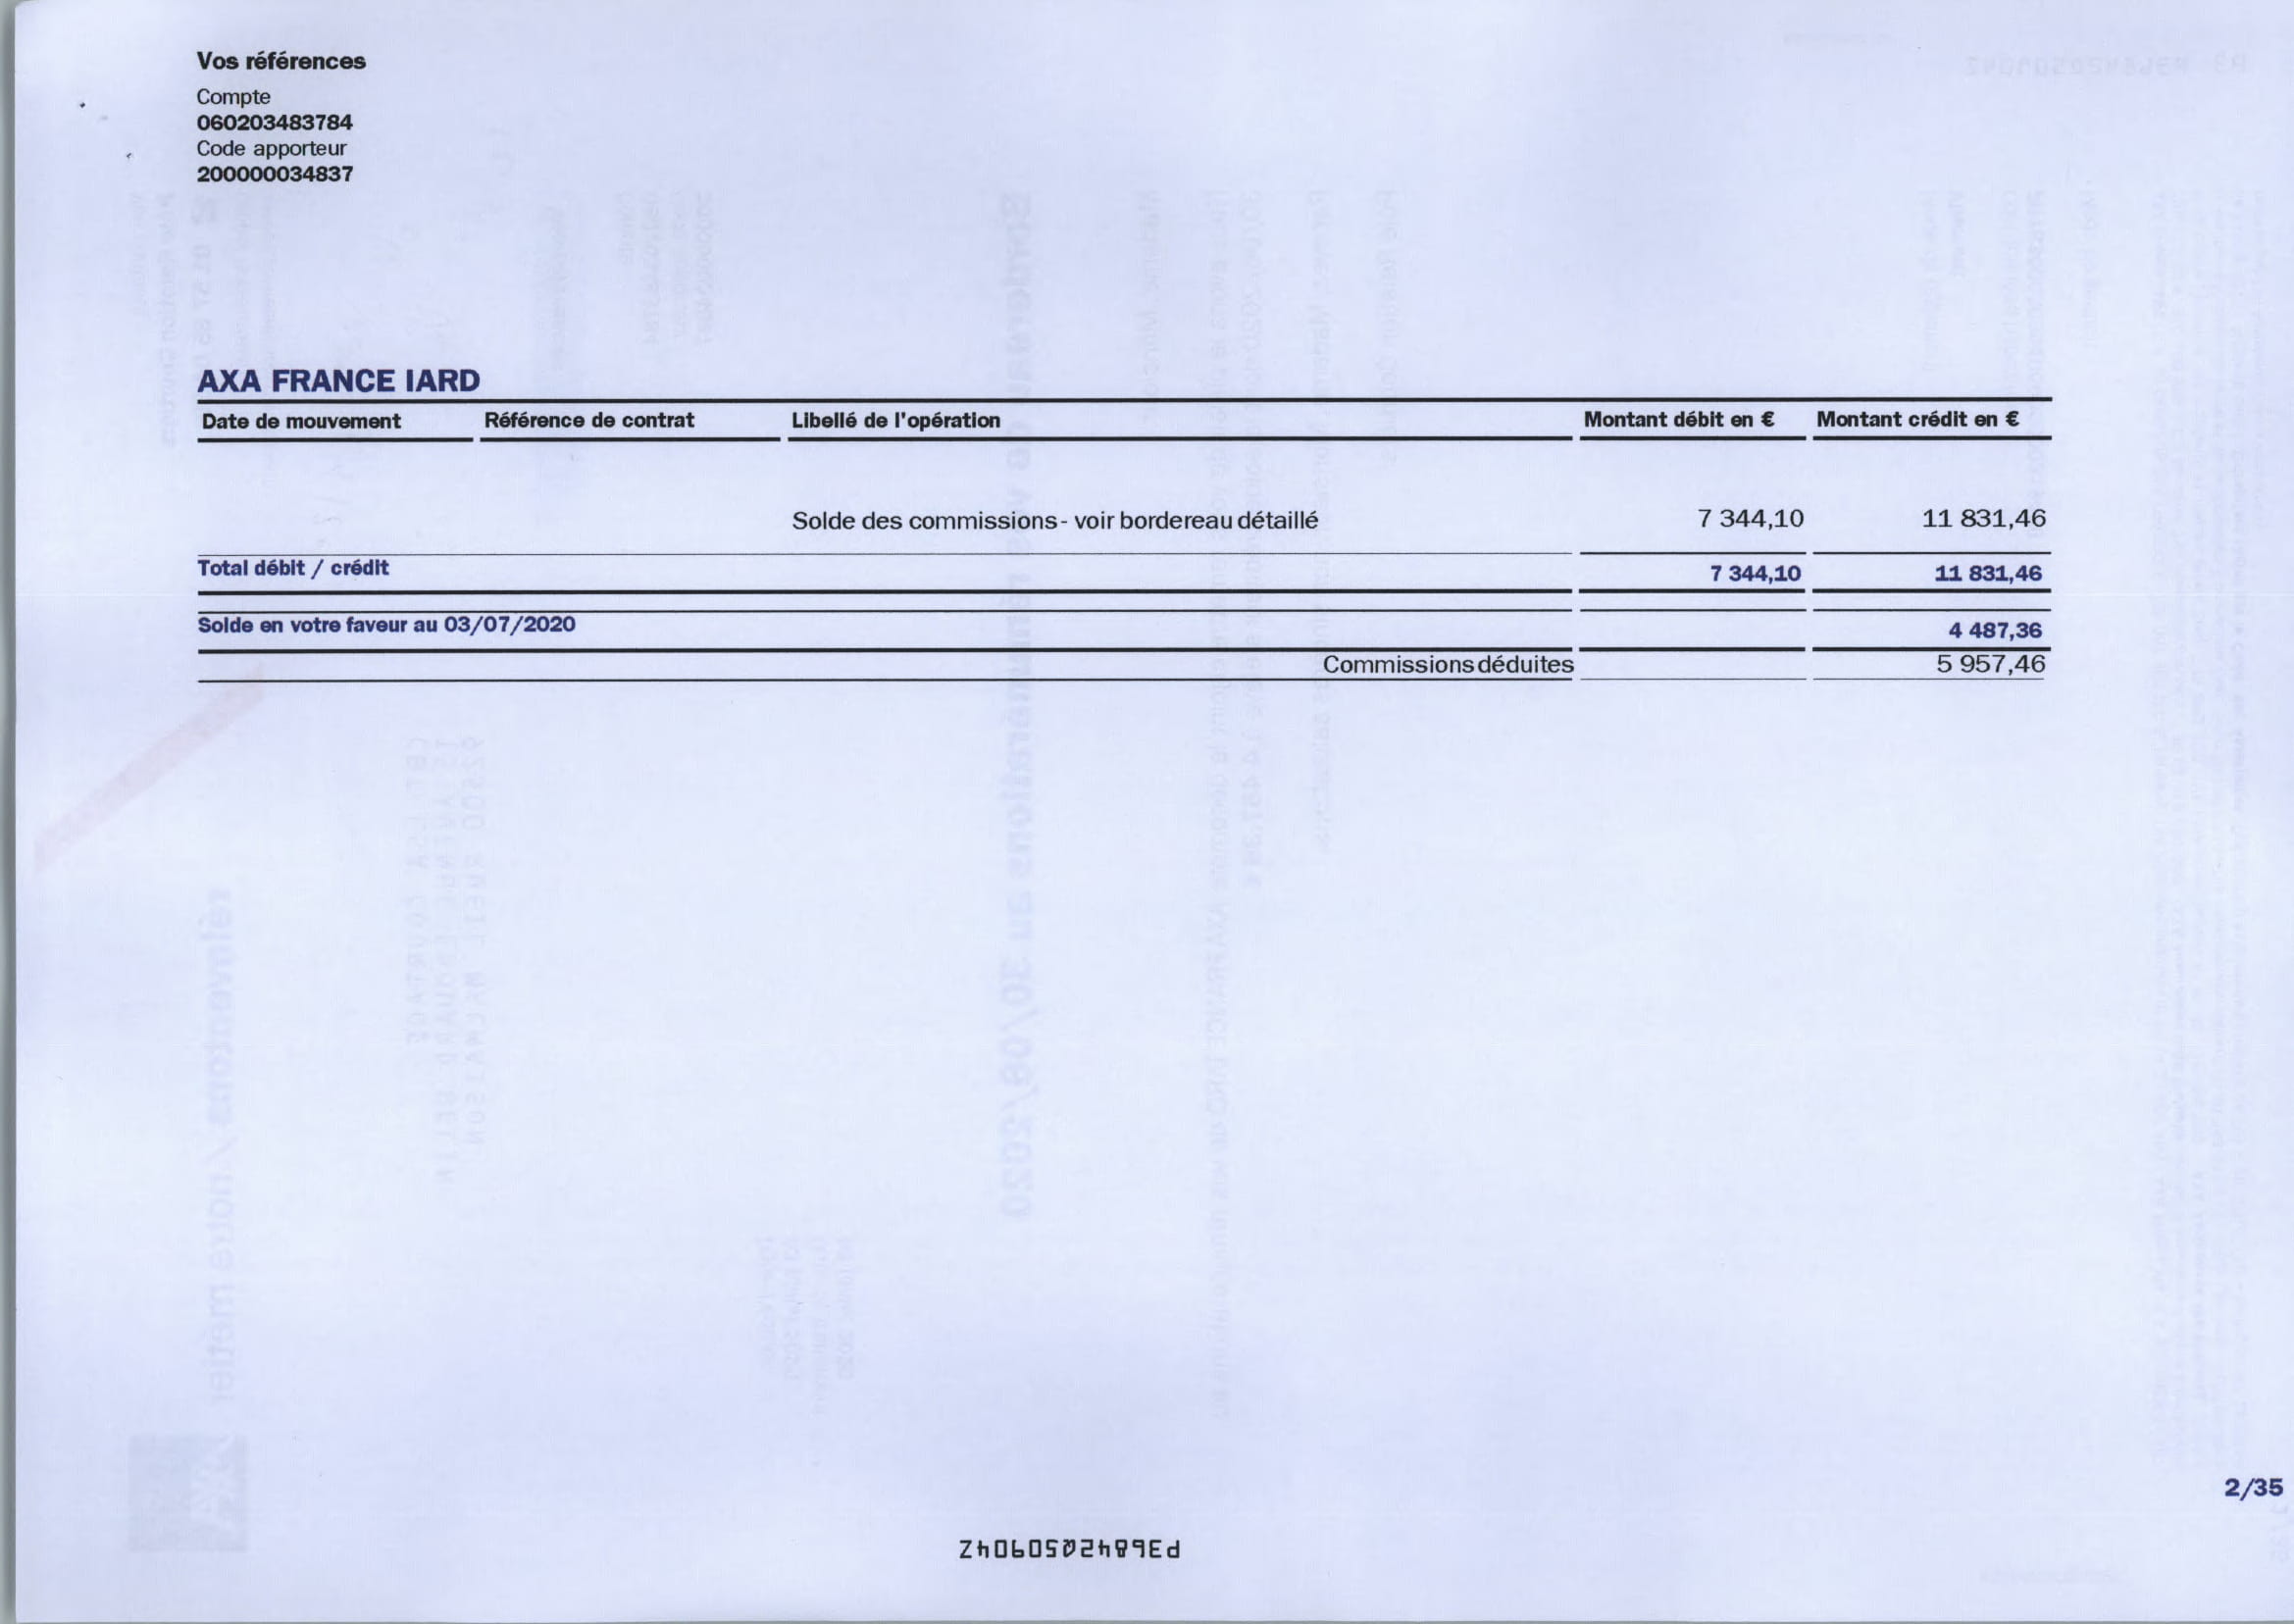 Vos références
Compte
060203483784
Code apporteur
200000034837
AXA FRANCE IARD
Date de mouvement Référence de contrat Libellé de l'opération Montant débit en € Montant crédit en €
Solde des commissions - voir bordereau détaillé 7 344,10 11 831,46
Total débit / crédit 7 344,10 11 831,46
Solde en votre faveur au 03/07/2020 4 487,36
Commissions déduites 5 957,46
2/35